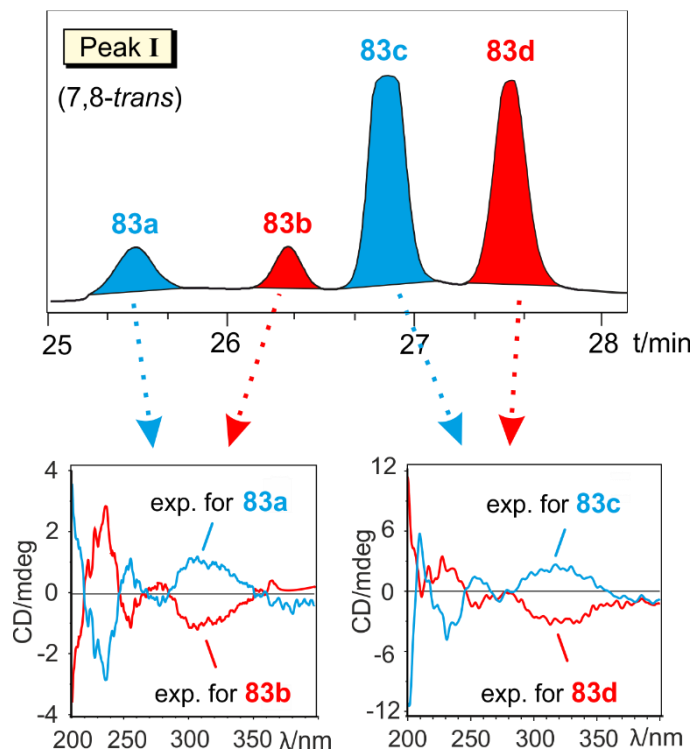 Peak I
(7,8-trans)
83a
83b
83c
83d
25
26
27
28
t/min
4
2
0
-2
-4
CD/mdeg
exp. for 83a
exp. for 83b
200
250
300
350
λ/nm
12
6
0
-6
-12
CD/mdeg
exp. for 83c
exp. for 83d
200
250
300
350
λ/nm